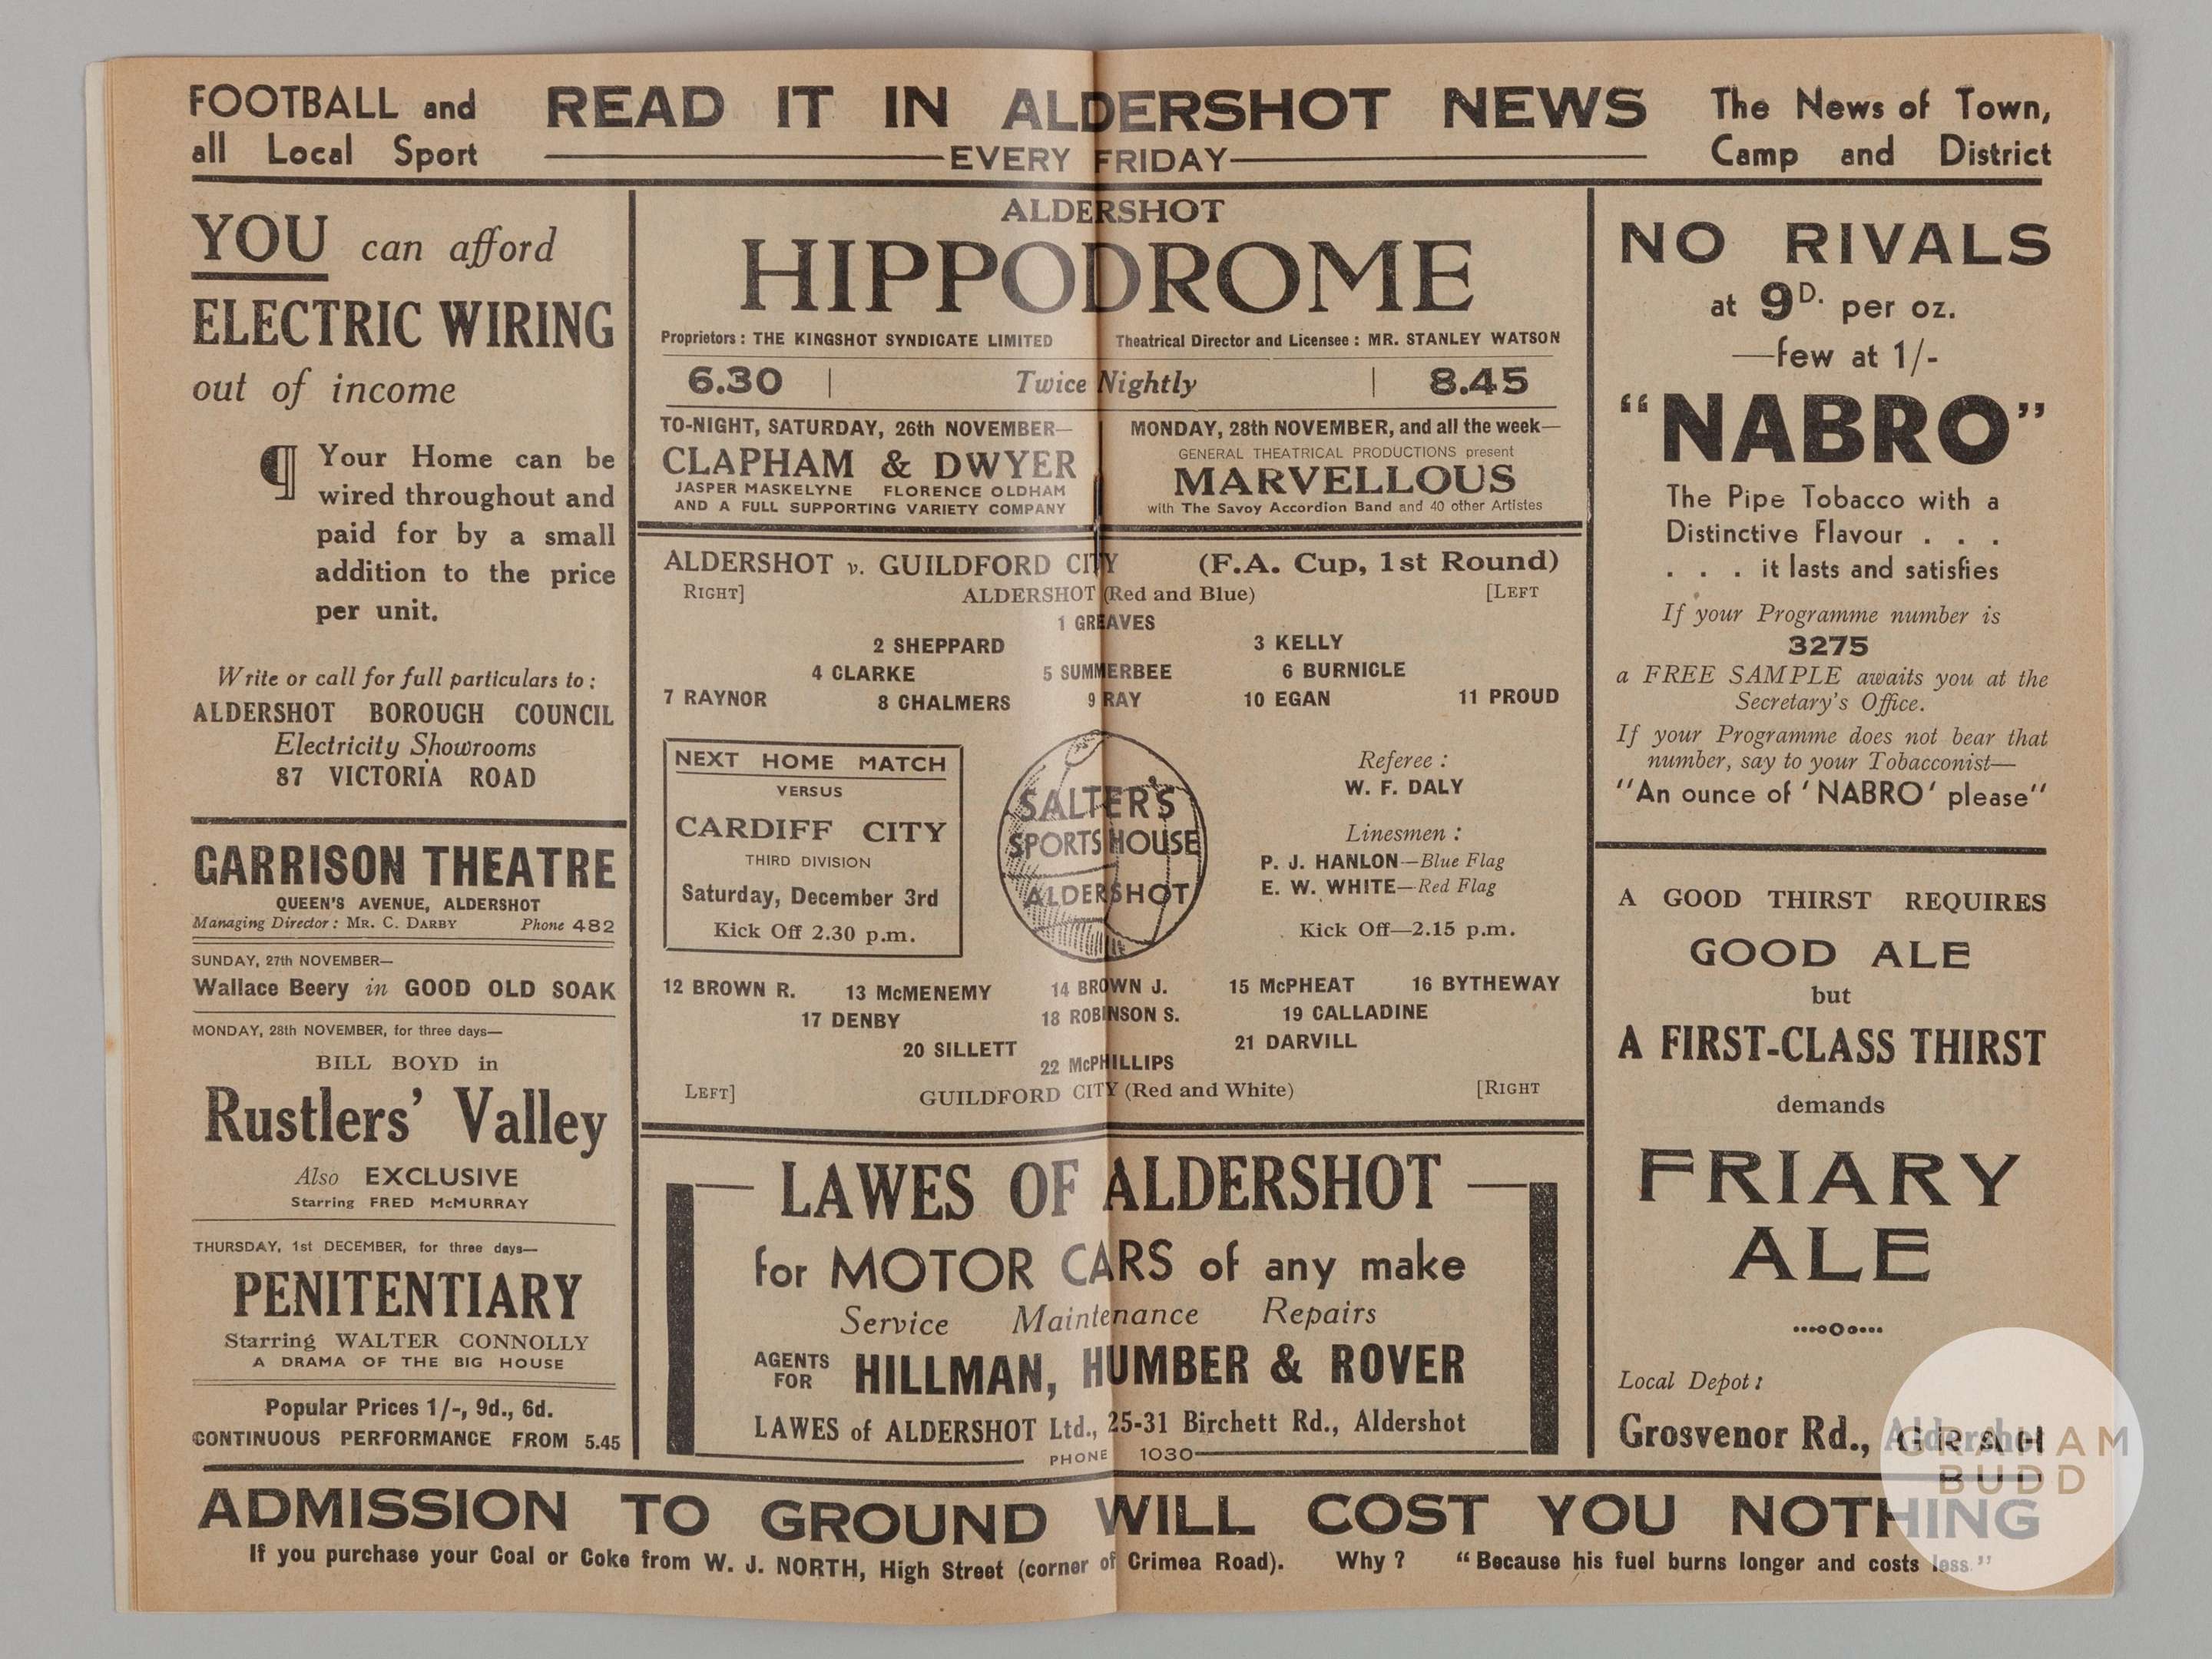 FOOTBALL and
all Local Sport
READ IT IN ALDERSHOT NEWS
EVERY FRIDAY
The News of Town,
Camp and District
YOU can afford
ELECTRIC WIRING
out of income
¶ Your Home can be
wired throughout and
paid for by a small
addition to the price
per unit.
Write or call for full particulars to :
ALDERSHOT BOROUGH COUNCIL
Electricity Showrooms
87 VICTORIA ROAD
GARRISON THEATRE
QUEEN'S AVENUE, ALDERSHOT
Managing Director : MR. C. DARBY Phone 482
SUNDAY, 27th NOVEMBER—
Wallace Beery in GOOD OLD SOAK
MONDAY, 28th NOVEMBER, for three days—
BILL BOYD in
Rustlers' Valley
Also EXCLUSIVE
Starring FRED McMURRAY
THURSDAY, 1st DECEMBER, for three days—
PENITENTIARY
Starring WALTER CONNOLLY
A DRAMA OF THE BIG HOUSE
Popular Prices 1/-, 9d., 6d.
CONTINUOUS PERFORMANCE FROM 5.45
ALDERSHOT
HIPPODROME
Proprietors : THE KINGSHOT SYNDICATE LIMITED Theatrical Director and Licensee : MR. STANLEY WATSON
6.30 | Twice Nightly | 8.45
TO-NIGHT, SATURDAY, 26th NOVEMBER—
CLAPHAM & DWYER
JASPER MASKELYNE FLORENCE OLDHAM
AND A FULL SUPPORTING VARIETY COMPANY
MONDAY, 28th NOVEMBER, and all the week—
GENERAL THEATRICAL PRODUCTIONS present
MARVELLOUS
with The Savoy Accordion Band and 40 other Artistes
ALDERSHOT v. GUILDFORD CITY (F.A. Cup, 1st Round)
RIGHT] ALDERSHOT (Red and Blue) [LEFT
1 GREAVES
2 SHEPPARD 3 KELLY
4 CLARKE 5 SUMMERBEE 6 BURNICLE
7 RAYNOR 8 CHALMERS 9 RAY 10 EGAN 11 PROUD
NEXT HOME MATCH
VERSUS
CARDIFF CITY
THIRD DIVISION
Saturday, December 3rd
Kick Off 2.30 p.m.
SALTER'S
SPORTS HOUSE
ALDERSHOT
Referee :
W. F. DALY
Linesmen :
P. J. HANLON—Blue Flag
E. W. WHITE—Red Flag
Kick Off—2.15 p.m.
12 BROWN R. 13 McMENEMY 14 BROWN J. 15 McPHEAT 16 BYTHEWAY
17 DENBY 18 ROBINSON S. 19 CALLADINE
20 SILLETT 21 DARVILL
22 McPHILLIPS
LEFT] GUILDFORD CITY (Red and White) [RIGHT
LAWES OF ALDERSHOT
for MOTOR CARS of any make
Service Maintenance Repairs
AGENTS FOR HILLMAN, HUMBER & ROVER
LAWES of ALDERSHOT Ltd., 25-31 Birchett Rd., Aldershot
PHONE 1030
NO RIVALS
at 9D. per oz.
—few at 1/-
"NABRO"
The Pipe Tobacco with a
Distinctive Flavour . . .
. . . it lasts and satisfies
If your Programme number is
3275
a FREE SAMPLE awaits you at the
Secretary's Office.
If your Programme does not bear that
number, say to your Tobacconist—
"An ounce of 'NABRO' please"
A GOOD THIRST REQUIRES
GOOD ALE
but
A FIRST-CLASS THIRST
demands
FRIARY
ALE
Local Depot :
Grosvenor Rd., Aldershot
GRAHAM
BUDD
ADMISSION TO GROUND WILL COST YOU NOTHING
If you purchase your Coal or Coke from W. J. NORTH, High Street (corner of Crimea Road). Why ? "Because his fuel burns longer and costs less"